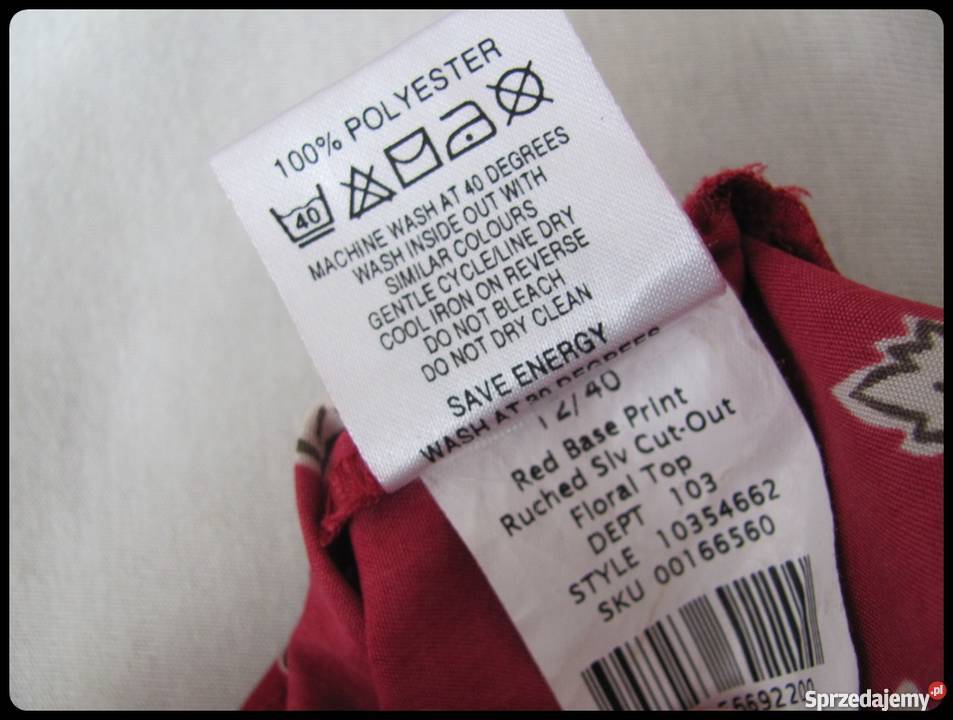 100% POLYESTER
40
MACHINE WASH AT 40 DEGREES
WASH INSIDE OUT WITH
SIMILAR COLOURS
GENTLE CYCLE/LINE DRY
COOL IRON ON REVERSE
DO NOT BLEACH
DO NOT DRY CLEAN
SAVE ENERGY
WASH AT 30 DEGREES
12/40
Red Base Print
Ruched Slv Cut-Out
Floral Top
DEPT 103
STYLE 10354662
SKU 00166560
Sprzedajemy.pl